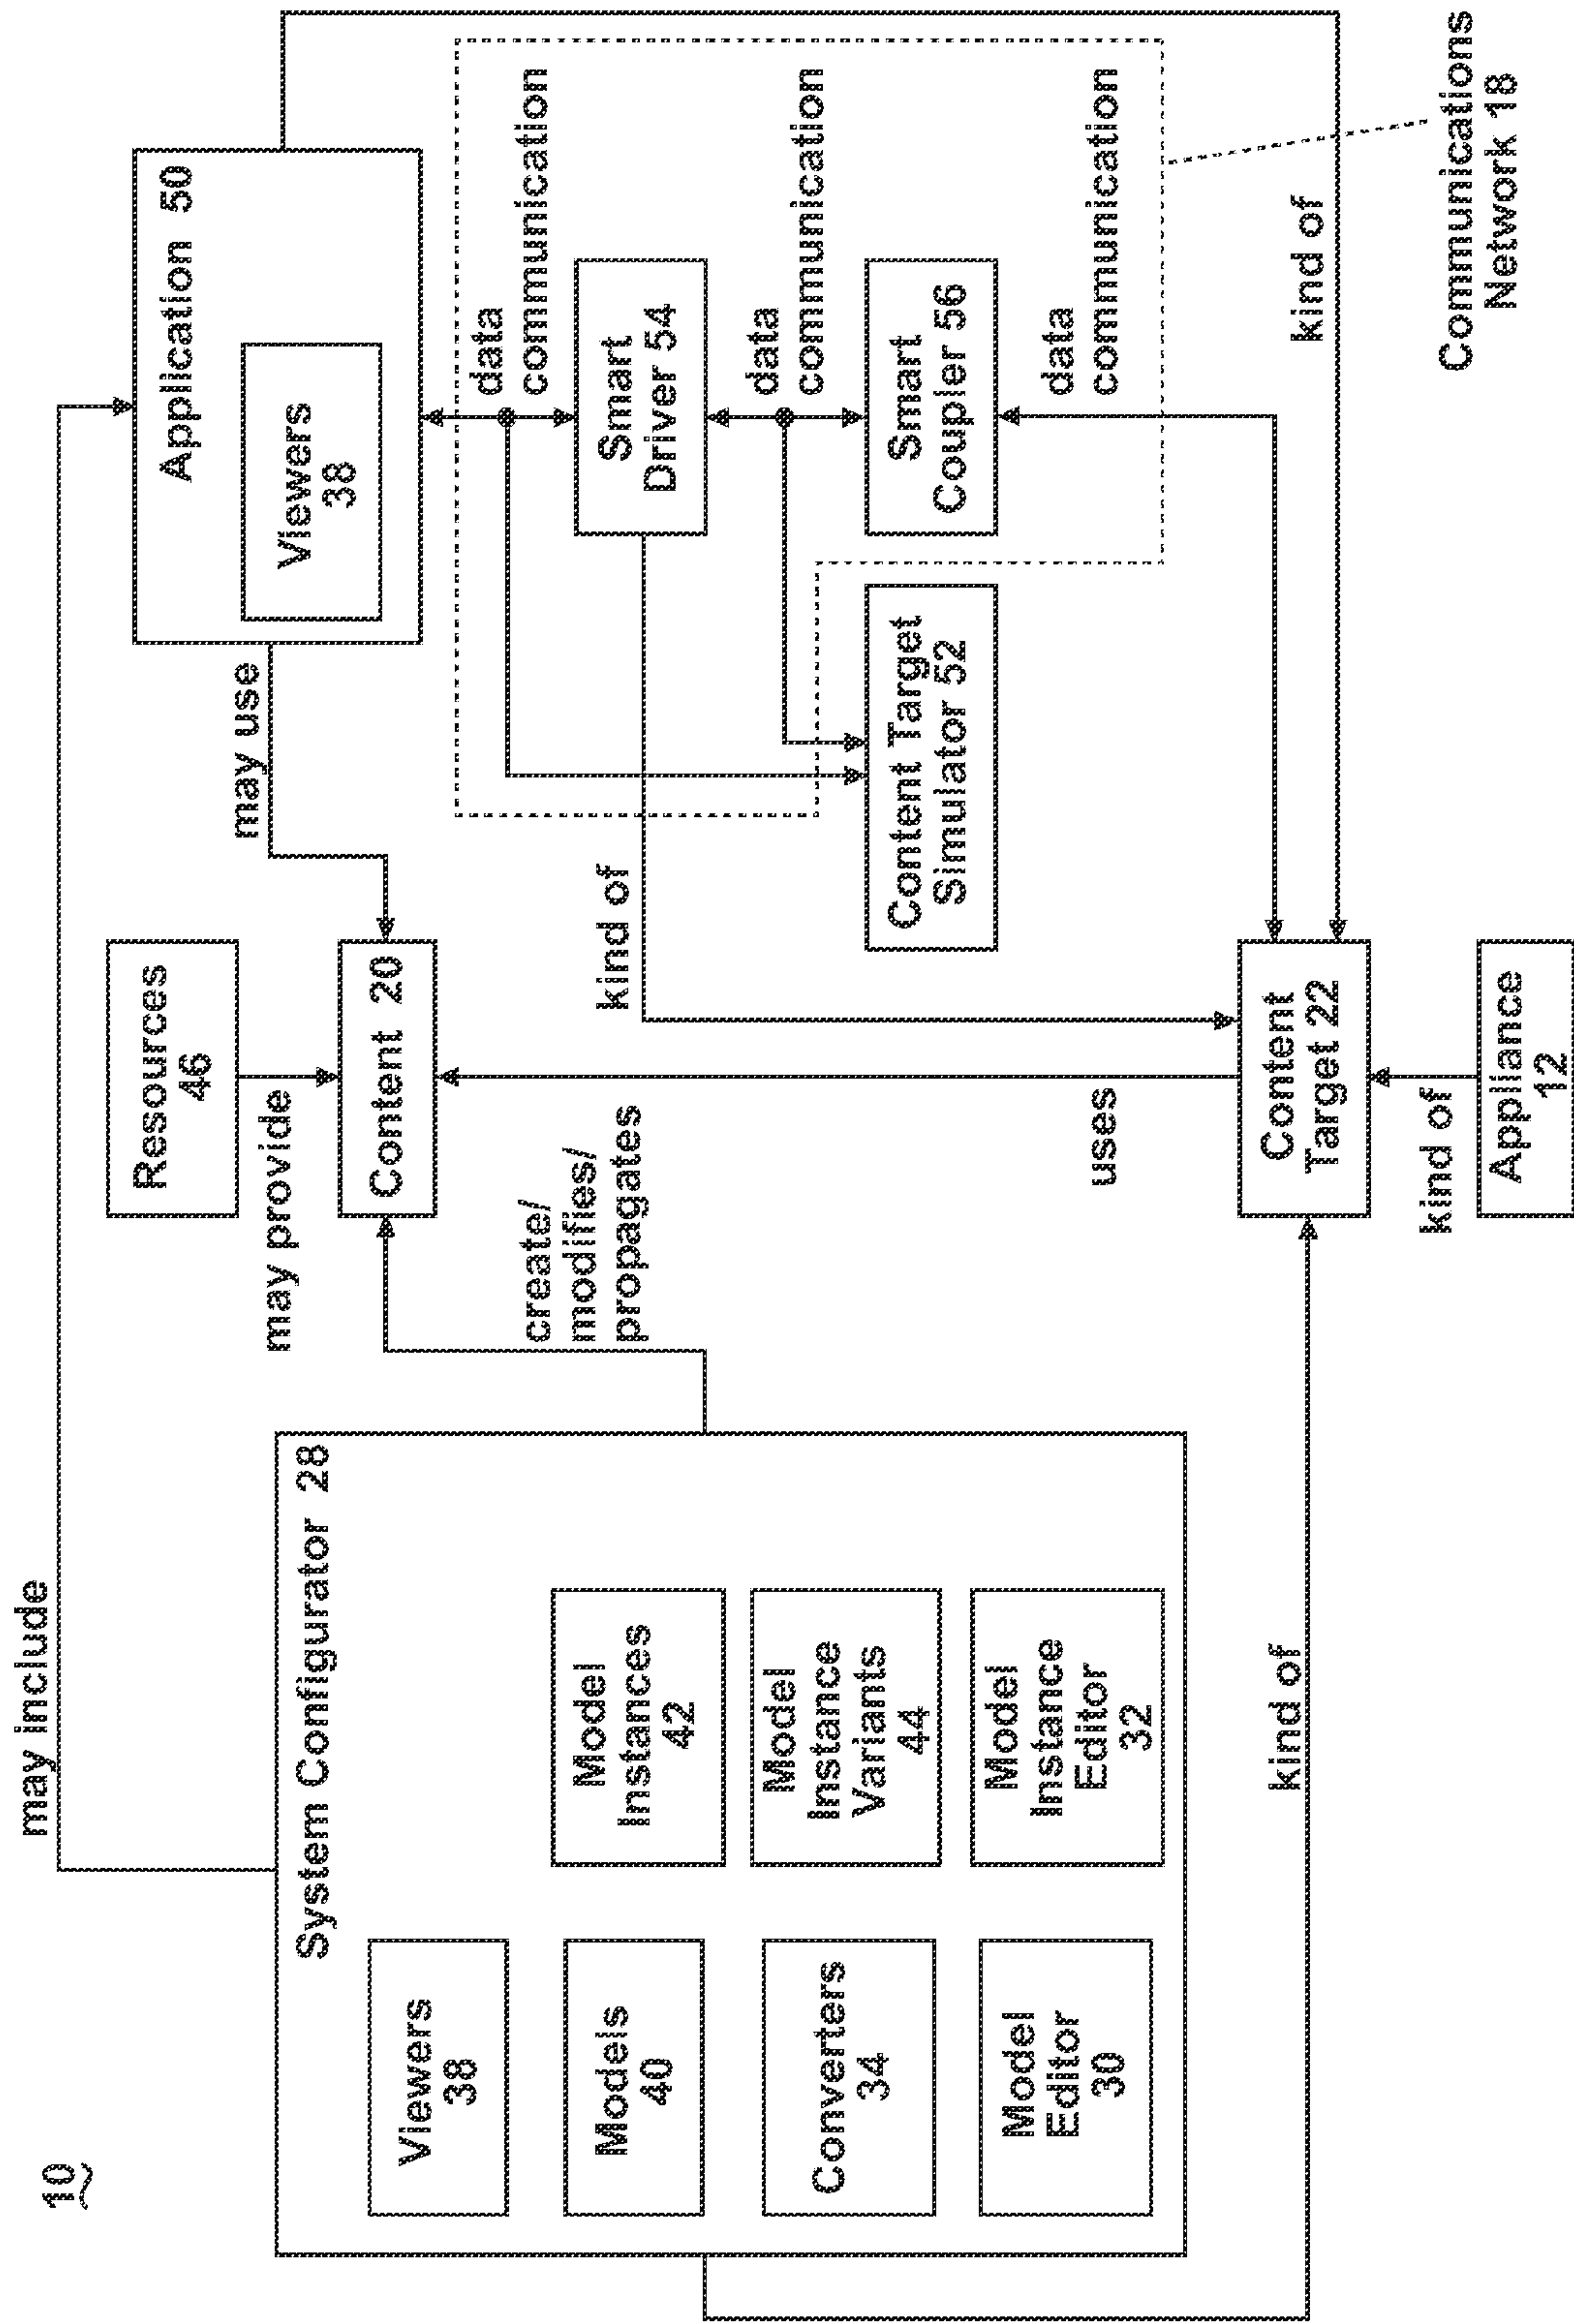 10
may include
System Configurator 28
Viewers
38
Models
40
Converters
34
Model
Editor
30
Model
Instances
42
Model
Instance
Variants
44
Model
Instance
Editor
32
create/
modifies/
propagates
kind of
Resources
46
may provide
Content 20
may use
Application 50
Viewers
38
data
communication
Smart
Driver 54
data
communication
Smart
Coupler 56
data
communication
Content Target
Simulator 52
kind of
uses
Content
Target 22
kind of
Appliance
12
kind of
Communications
Network 18